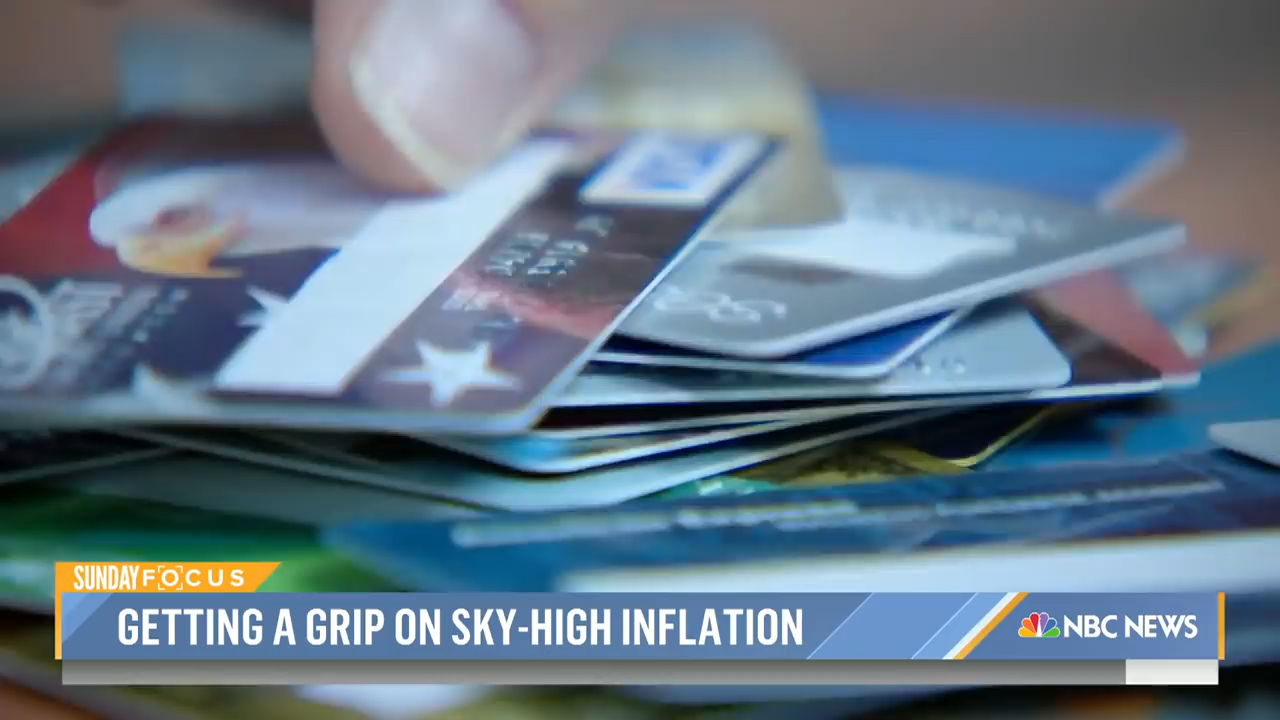 SUNDAY FOCUS
GETTING A GRIP ON SKY-HIGH INFLATION
NBC NEWS